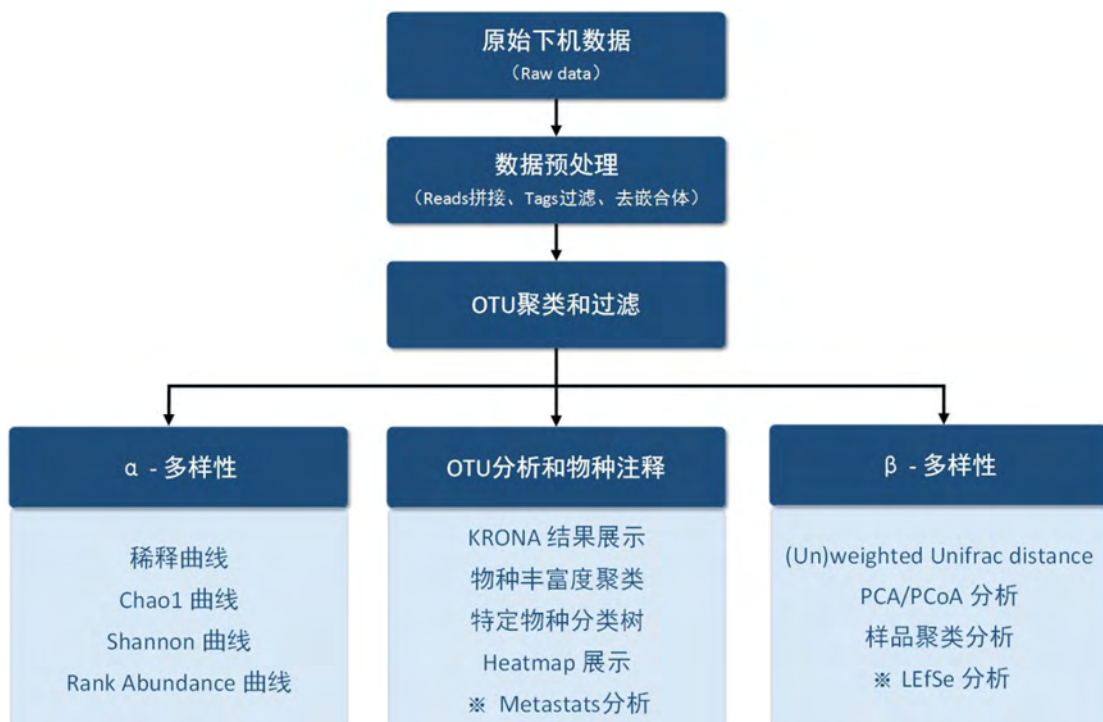 原始下机数据
（Raw data）
数据预处理
（Reads拼接、Tags过滤、去嵌合体）
OTU聚类和过滤
α - 多样性
稀释曲线
Chao1 曲线
Shannon 曲线
Rank Abundance 曲线
OTU分析和物种注释
KRONA 结果展示
物种丰富度聚类
特定物种分类树
Heatmap 展示
※ Metastats分析
β - 多样性
(Un)weighted Unifrac distance
PCA/PCoA 分析
样品聚类分析
※ LEfSe 分析